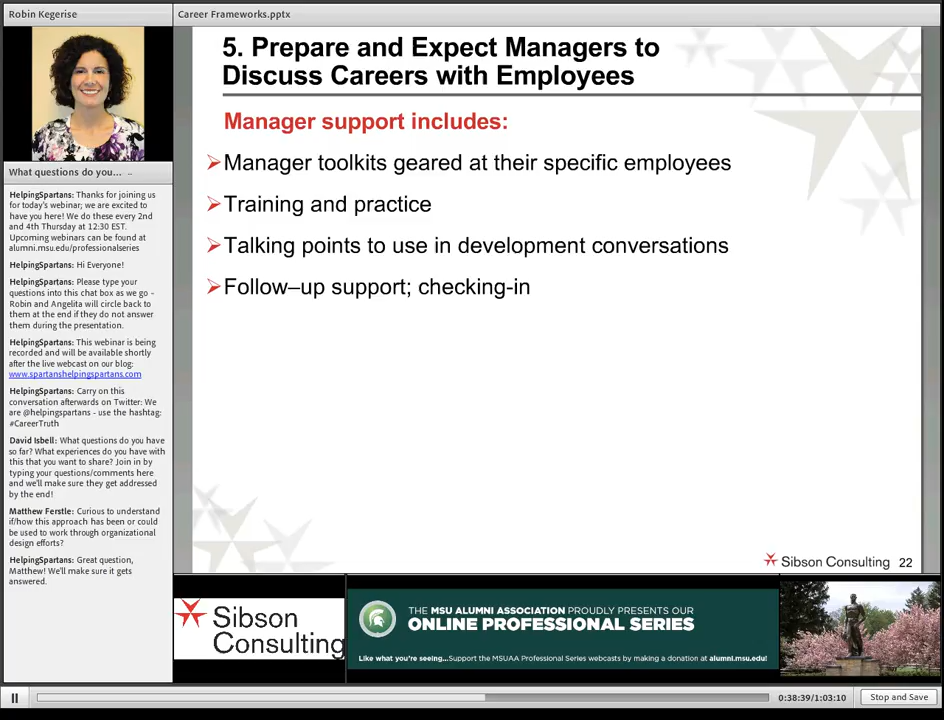 Robin Kegerise
Career Frameworks.pptx
5. Prepare and Expect Managers to
Discuss Careers with Employees
Manager support includes:
Manager toolkits geared at their specific employees
Training and practice
Talking points to use in development conversations
Follow–up support; checking-in
Sibson Consulting 22
What questions do you... ...
HelpingSpartans: Thanks for joining us
for today's webinar; we are excited to
have you here! We do these every 2nd
and 4th Thursday at 12:30 EST.
Upcoming webinars can be found at
alumni.msu.edu/professionalseries
HelpingSpartans: Hi Everyone!
HelpingSpartans: Please type your
questions into this chat box as we go -
Robin and Angelita will circle back to
them at the end if they do not answer
them during the presentation.
HelpingSpartans: This webinar is being
recorded and will be available shortly
after the live webcast on our blog:
www.spartanshelpingspartans.com
HelpingSpartans: Carry on this
conversation afterwards on Twitter: We
are @helpingspartans - use the hashtag:
#CareerTruth
David Isbell: What questions do you have
so far? What experiences do you have with
this that you want to share? Join in by
typing your questions/comments here
and we'll make sure they get addressed
by the end!
Matthew Ferstle: Curious to understand
if/how this approach has been or could
be used to work through organizational
design efforts?
HelpingSpartans: Great question,
Matthew! We'll make sure it gets
answered.
Sibson
Consulting
THE MSU ALUMNI ASSOCIATION PROUDLY PRESENTS OUR
ONLINE PROFESSIONAL SERIES
Like what you're seeing...Support the MSUAA Professional Series webcasts by making a donation at alumni.msu.edu!
0:38:39/1:03:10
Stop and Save